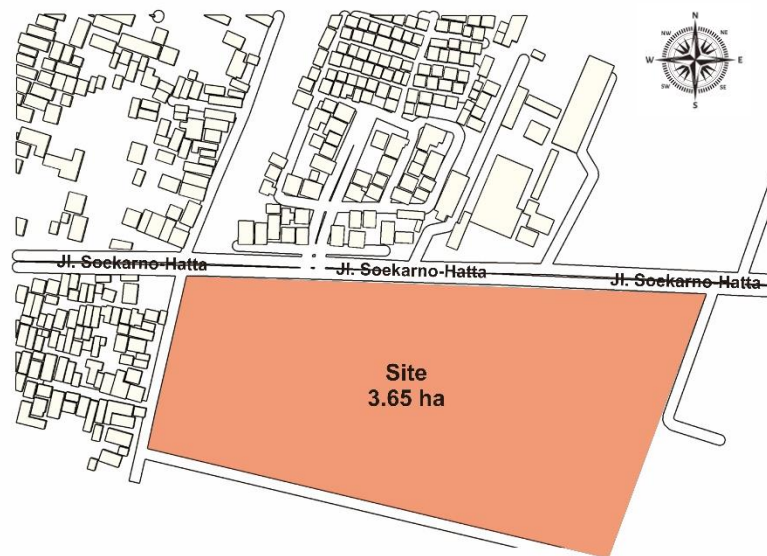 N
NW
NE
W
E
SW
SE
S
Jl. Soekarno-Hatta
Jl. Soekarno-Hatta
Jl. Soekarno-Hatta
Site
3.65 ha